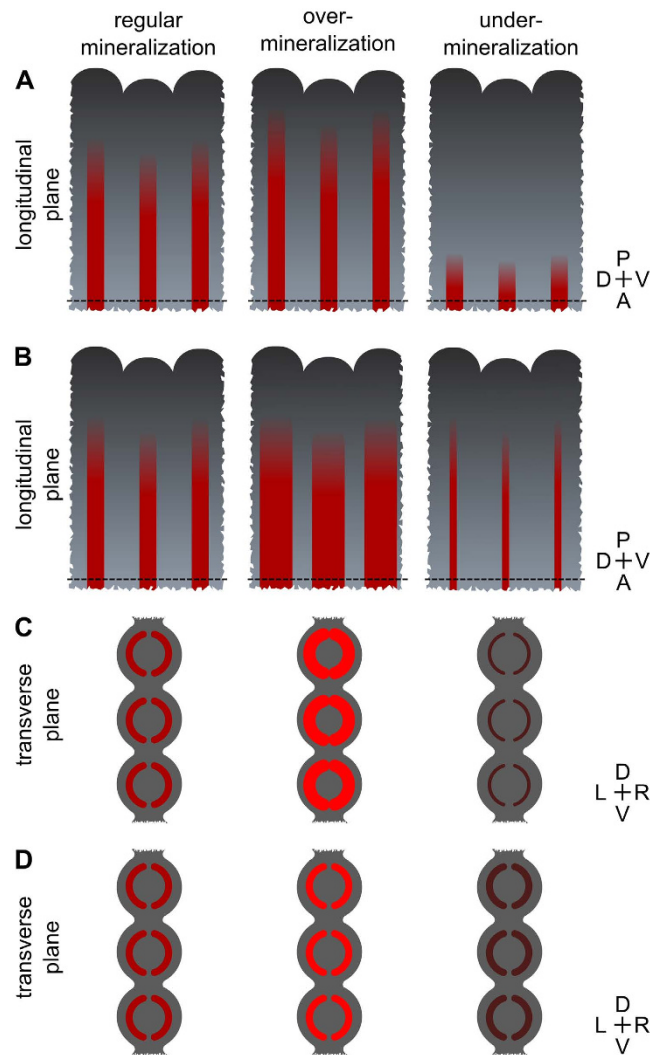 regular
mineralization
over-
mineralization
under-
mineralization
A
longitudinal
plane
P
D + V
A
B
longitudinal
plane
P
D + V
A
C
transverse
plane
D
L + R
V
D
transverse
plane
D
L + R
V